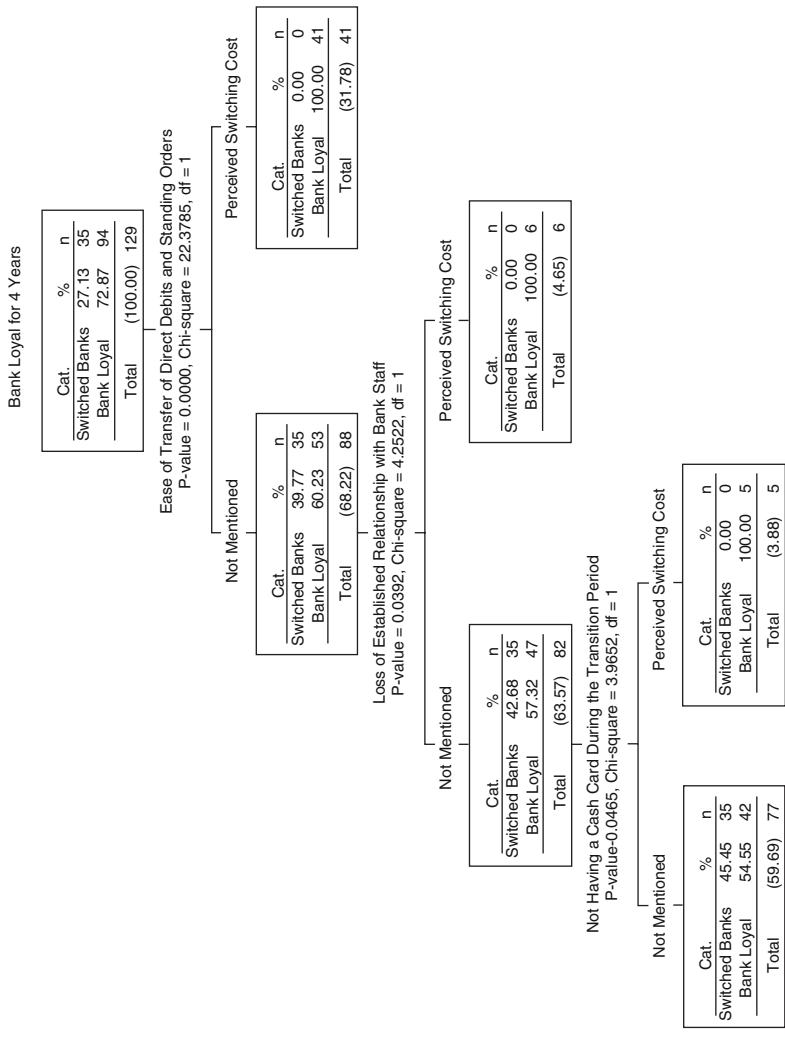 Bank Loyal for 4 Years
Cat. % n
Switched Banks 27.13 35
Bank Loyal 72.87 94
Total (100.00) 129
Ease of Transfer of Direct Debits and Standing Orders
P-value = 0.0000, Chi-square = 22.3785, df = 1
Not Mentioned
Cat. % n
Switched Banks 39.77 35
Bank Loyal 60.23 53
Total (68.22) 88
Perceived Switching Cost
Cat. % n
Switched Banks 0.00 0
Bank Loyal 100.00 41
Total (31.78) 41
Loss of Established Relationship with Bank Staff
P-value = 0.0392, Chi-square = 4.2522, df = 1
Not Mentioned
Cat. % n
Switched Banks 42.68 35
Bank Loyal 57.32 47
Total (63.57) 82
Perceived Switching Cost
Cat. % n
Switched Banks 0.00 0
Bank Loyal 100.00 6
Total (4.65) 6
Not Having a Cash Card During the Transition Period
P-value-0.0465, Chi-square = 3.9652, df = 1
Not Mentioned
Cat. % n
Switched Banks 45.45 35
Bank Loyal 54.55 42
Total (59.69) 77
Perceived Switching Cost
Cat. % n
Switched Banks 0.00 0
Bank Loyal 100.00 5
Total (3.88) 5